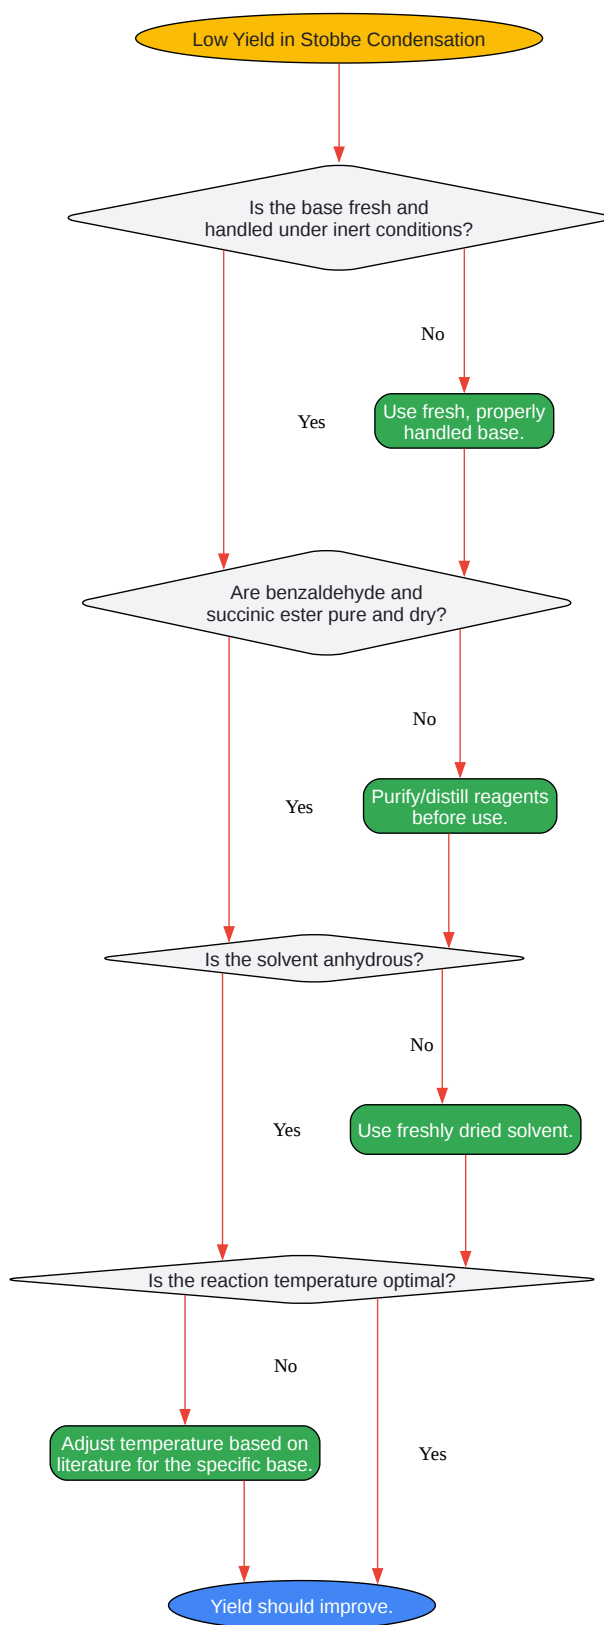 Low Yield in Stobbe Condensation
Is the base fresh and
handled under inert conditions?
No
Yes
Use fresh, properly
handled base.
Are benzaldehyde and
succinic ester pure and dry?
No
Yes
Purify/distill reagents
before use.
Is the solvent anhydrous?
No
Yes
Use freshly dried solvent.
Is the reaction temperature optimal?
No
Adjust temperature based on
literature for the specific base.
Yes
Yield should improve.